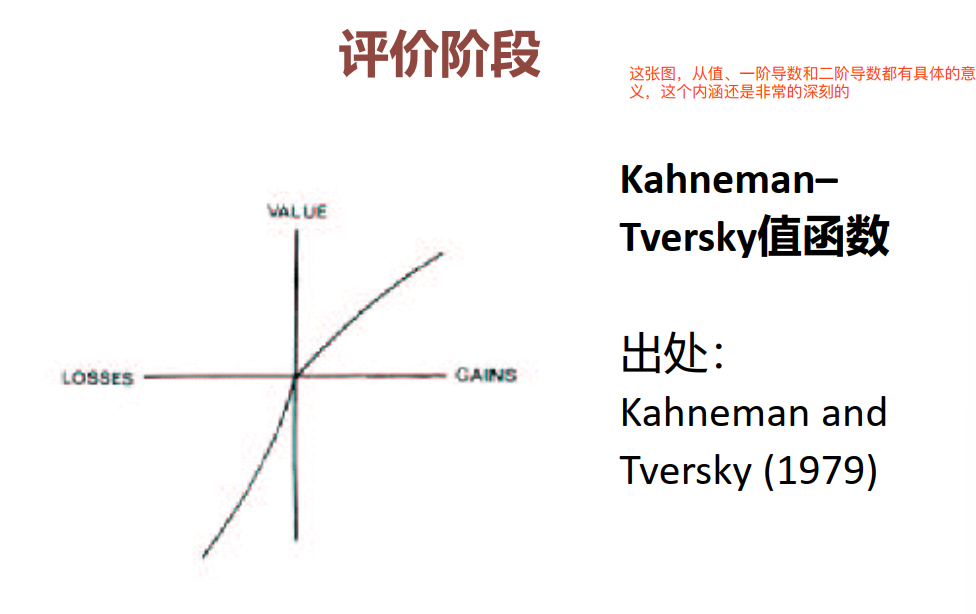 评价阶段
这张图，从值、一阶导数和二阶导数都有具体的意
义，这个内涵还是非常的深刻的
Kahneman–
Tversky值函数
VALUE
LOSSES
GAINS
出处：
Kahneman and
Tversky (1979)